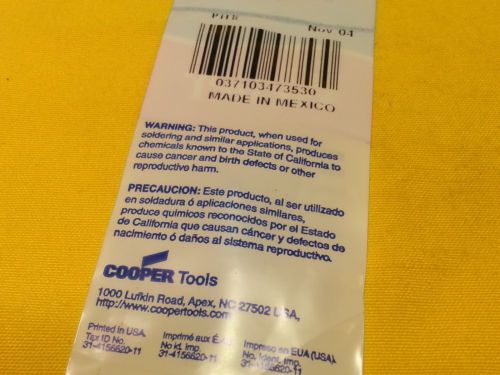 PTF8 Nov 04
037103473530
MADE IN MEXICO
WARNING: This product, when used for
soldering and similar applications, produces
chemicals known to the State of California to
cause cancer and birth defects or other
reproductive harm.
PRECAUCION: Este producto, al ser utilizado
en soldadura ó aplicaciones similares,
produce quimicos reconocidos por el Estado
de California que causan cáncer y defectos de
nacimiento ó daños al sistema reproductivo.
COOPER Tools
1000 Lufkin Road, Apex, NC 27502 USA,
http://www.coopertools.com
Printed in USA. Imprimé aux É.A.U. Impreso en EUA (USA).
Tax ID No. No id. imp. No. Ident. Imp.
31-4156620-11 31-4156620-11 31-4156620-11